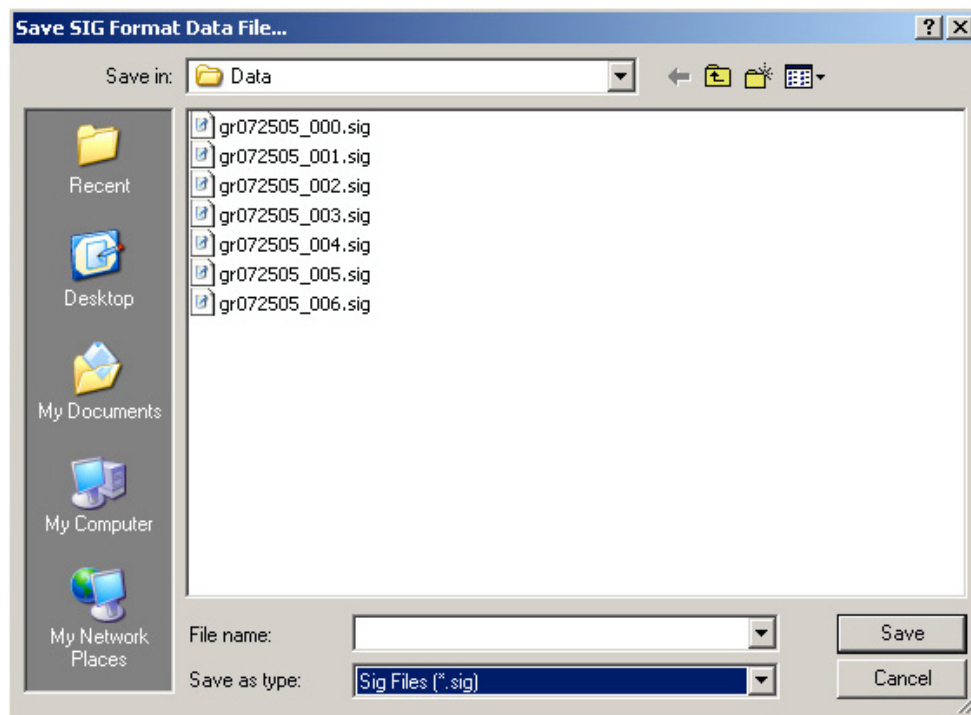 Save SIG Format Data File...
Save in:
Data
Recent
Desktop
My Documents
My Computer
My Network
Places
gr072505_000.sig
gr072505_001.sig
gr072505_002.sig
gr072505_003.sig
gr072505_004.sig
gr072505_005.sig
gr072505_006.sig
File name:
Save
Save as type:
Sig Files (*.sig)
Cancel